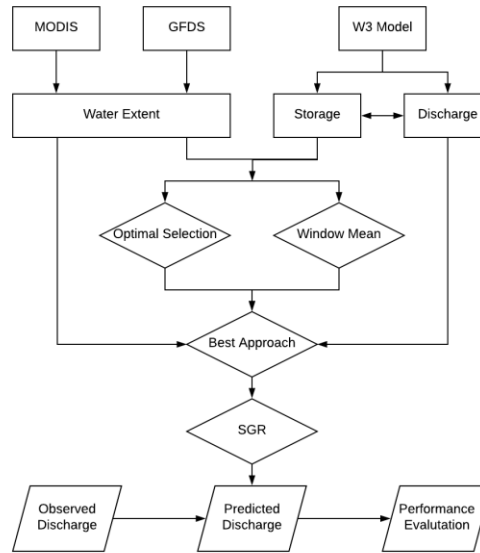 MODIS
GFDS
W3 Model
Water Extent
Storage
Discharge
Optimal Selection
Window Mean
Best Approach
SGR
Observed
Discharge
Predicted
Discharge
Performance
Evalutation